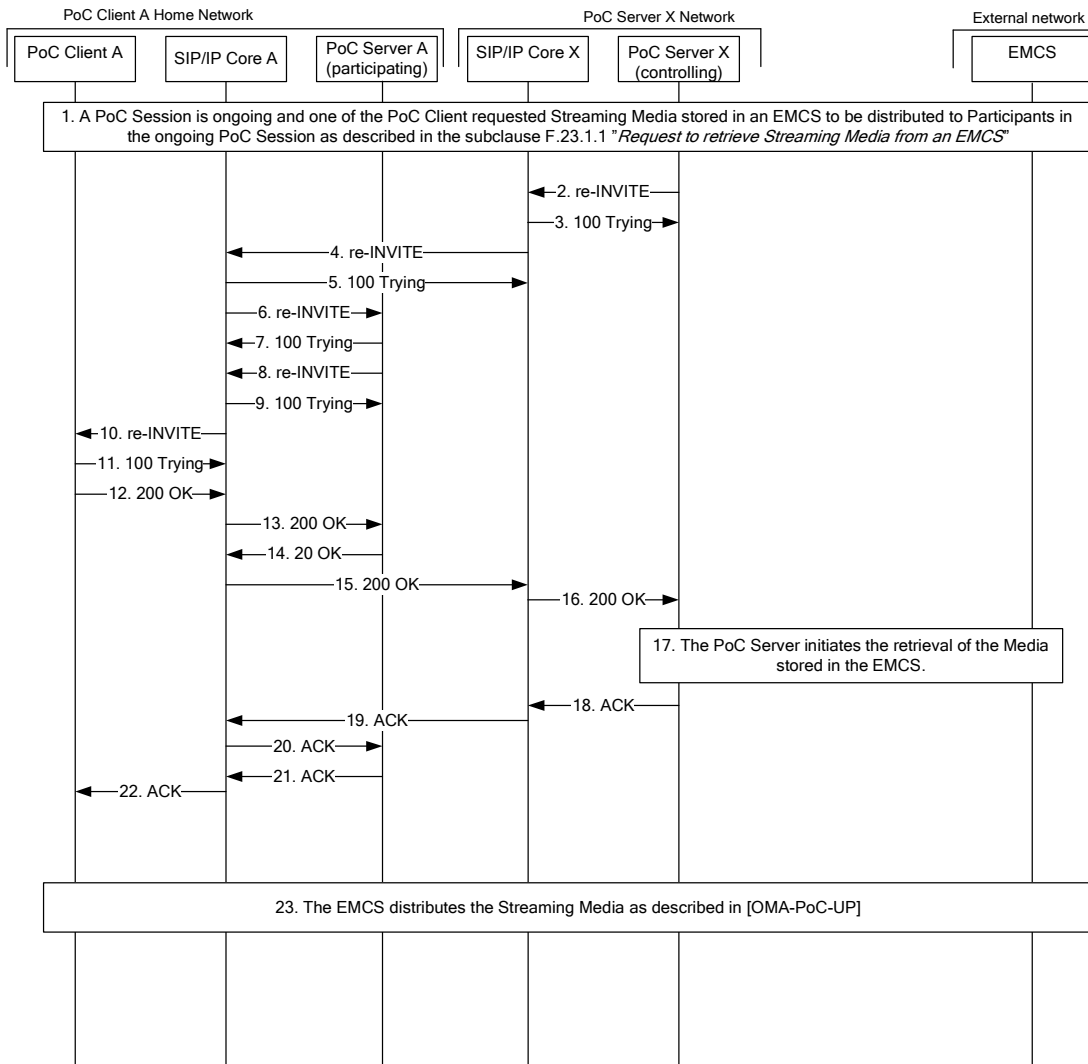 PoC Client A Home Network
PoC Server X Network
External network
PoC Client A
SIP/IP Core A
PoC Server A
(participating)
SIP/IP Core X
PoC Server X
(controlling)
EMCS
1. A PoC Session is ongoing and one of the PoC Client requested Streaming Media stored in an EMCS to be distributed to Participants in
the ongoing PoC Session as described in the subclause F.23.1.1 "Request to retrieve Streaming Media from an EMCS"
2. re-INVITE
3. 100 Trying
4. re-INVITE
5. 100 Trying
6. re-INVITE
7. 100 Trying
8. re-INVITE
9. 100 Trying
10. re-INVITE
11. 100 Trying
12. 200 OK
13. 200 OK
14. 20 OK
15. 200 OK
16. 200 OK
17. The PoC Server initiates the retrieval of the Media
stored in the EMCS.
18. ACK
19. ACK
20. ACK
21. ACK
22. ACK
23. The EMCS distributes the Streaming Media as described in [OMA-PoC-UP]